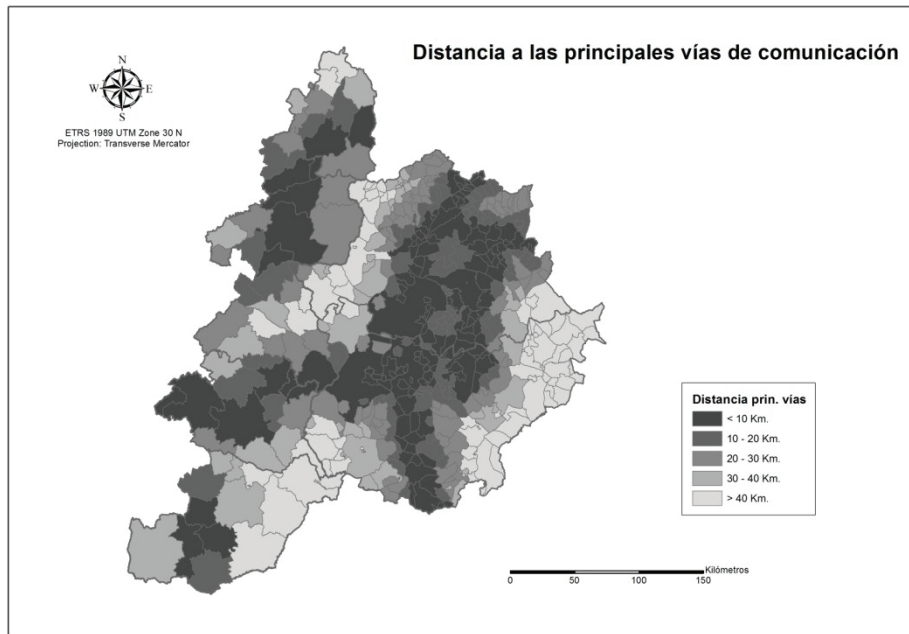 Distancia a las principales vías de comunicación
N
W E
S
ETRS 1989 UTM Zone 30 N
Projection: Transverse Mercator
Distancia prin. vías
< 10 Km.
10 - 20 Km.
20 - 30 Km.
30 - 40 Km.
> 40 Km.
Kilómetros
0 50 100 150